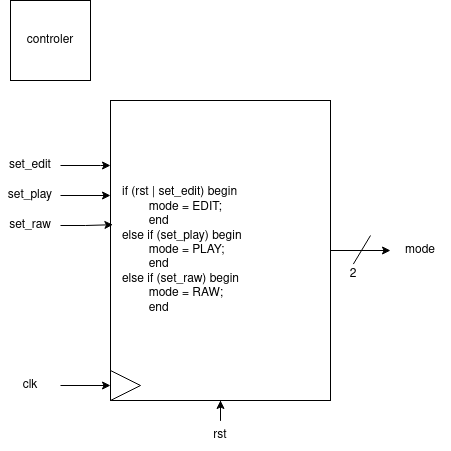 controler
set_edit
set_play
set_raw
if (rst | set_edit) begin
mode = EDIT;
end
else if (set_play) begin
mode = PLAY;
end
else if (set_raw) begin
mode = RAW;
end
mode
2
clk
rst